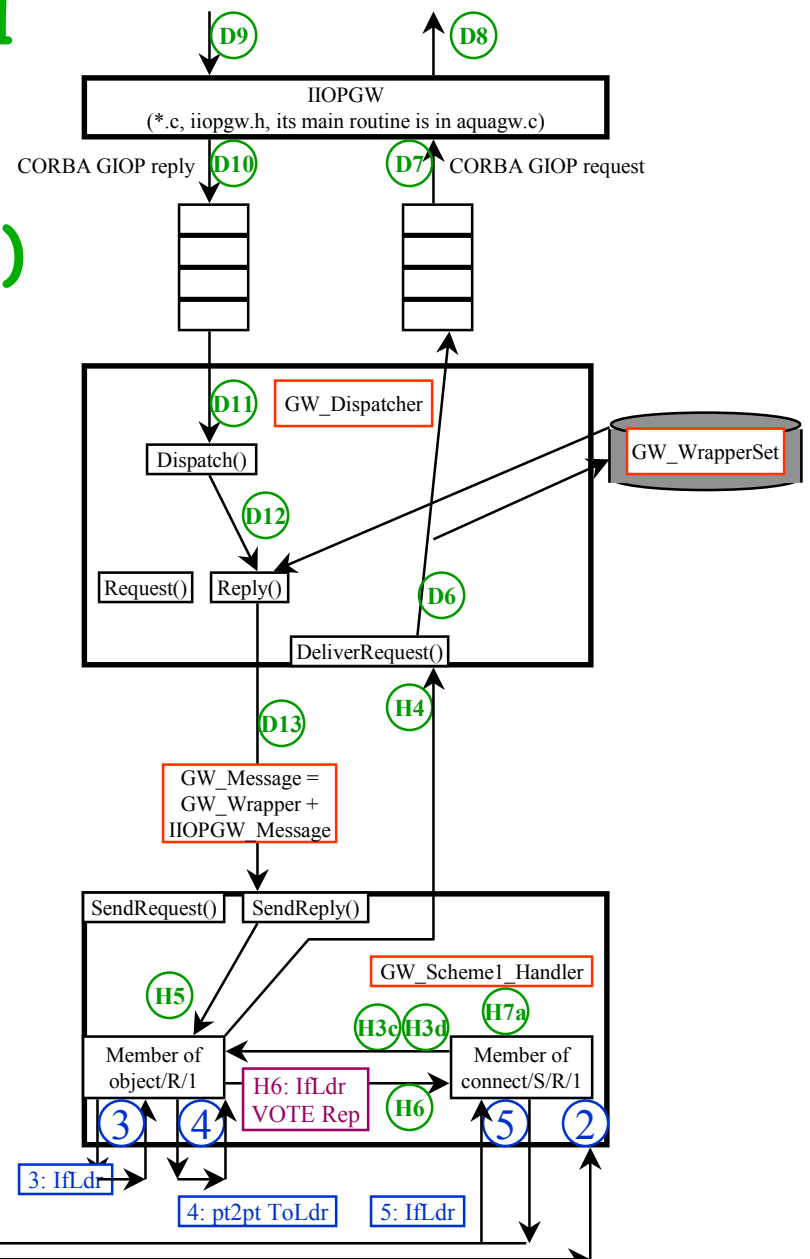 D9
D8
IIOPGW
(*.c, iiopgw.h, its main routine is in aquagw.c)
CORBA GIOP reply
D10
D7
CORBA GIOP request
)
D11
GW_Dispatcher
Dispatch()
GW_WrapperSet
D12
Request()
Reply()
D6
DeliverRequest()
D13
H4
GW_Message =
GW_Wrapper +
IIOPGW_Message
SendRequest()
SendReply()
GW_Scheme1_Handler
H5
H7a
H3c
H3d
Member of
object/R/1
Member of
connect/S/R/1
H6: IfLdr
VOTE Rep
H6
3
4
5
2
3: IfLdr
4: pt2pt ToLdr
5: IfLdr